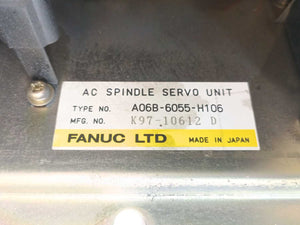 AC SPINDLE SERVO UNIT
TYPE NO. A06B-6055-H106
MFG. NO. K97-10612 D
FANUC LTD MADE IN JAPAN